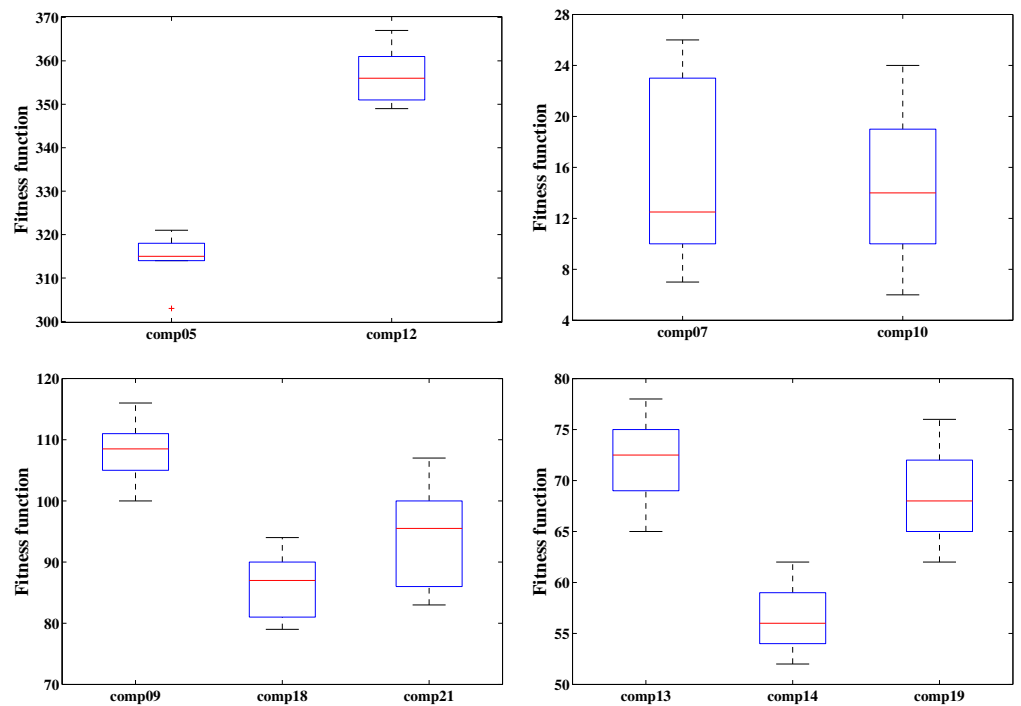 370
360
350
340
330
320
310
300
Fitness function
comp05
comp12
28
24
20
16
12
8
4
Fitness function
comp07
comp10
120
110
100
90
80
70
Fitness function
comp09
comp18
comp21
80
75
70
65
60
55
50
Fitness function
comp13
comp14
comp19